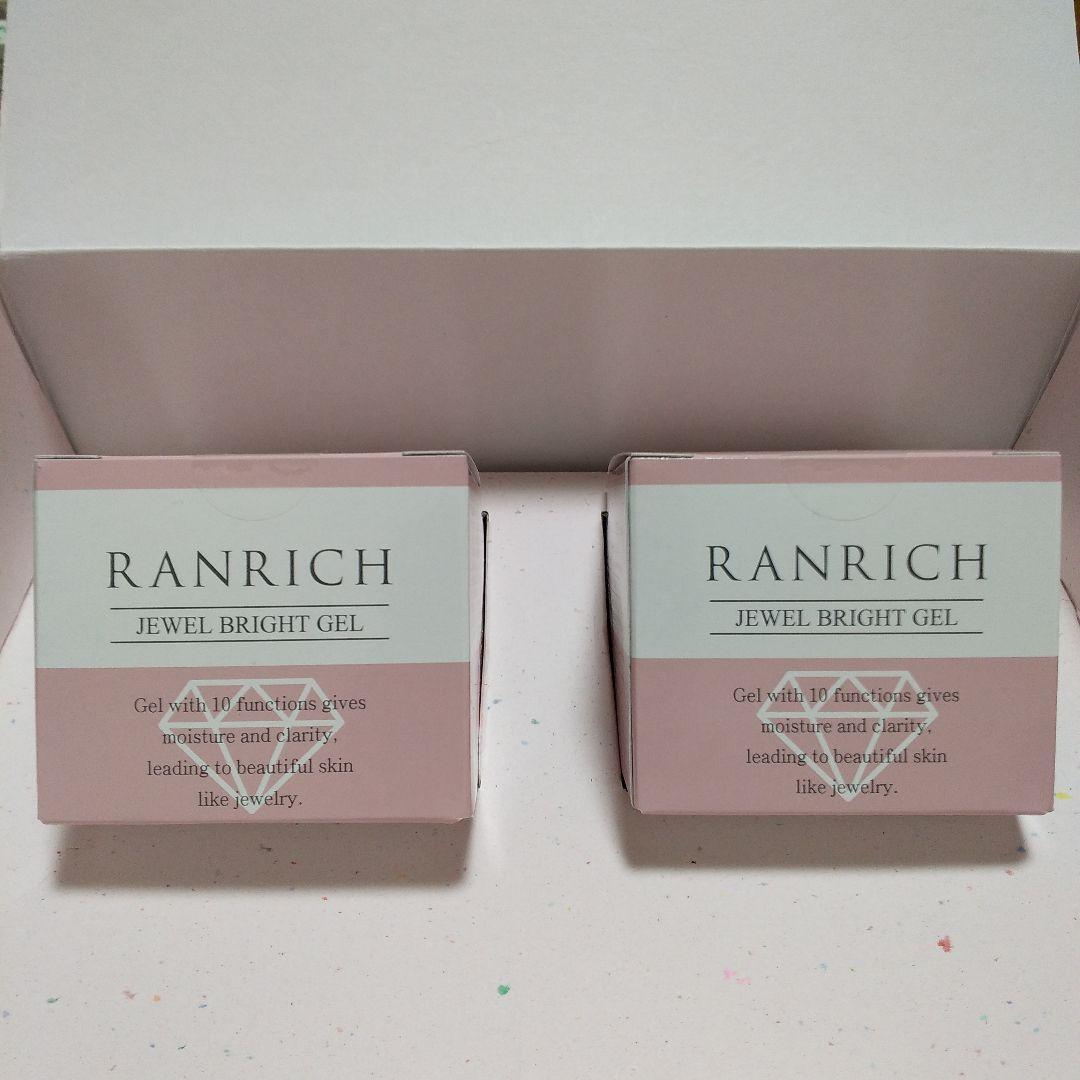 RANRICH
JEWEL BRIGHT GEL
Gel with 10 functions gives
moisture and clarity,
leading to beautiful skin
like jewelry.
RANRICH
JEWEL BRIGHT GEL
Gel with 10 functions gives
moisture and clarity,
leading to beautiful skin
like jewelry.